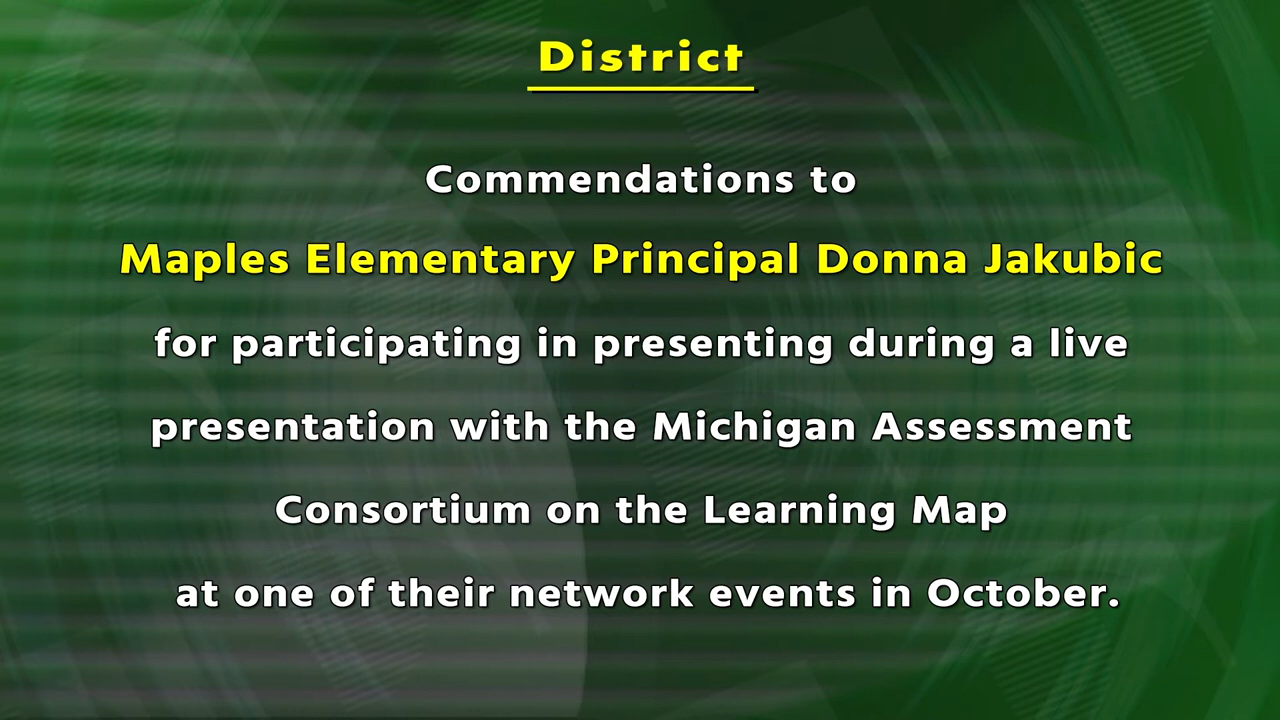 District
Commendations to
Maples Elementary Principal Donna Jakubic
for participating in presenting during a live
presentation with the Michigan Assessment
Consortium on the Learning Map
at one of their network events in October.